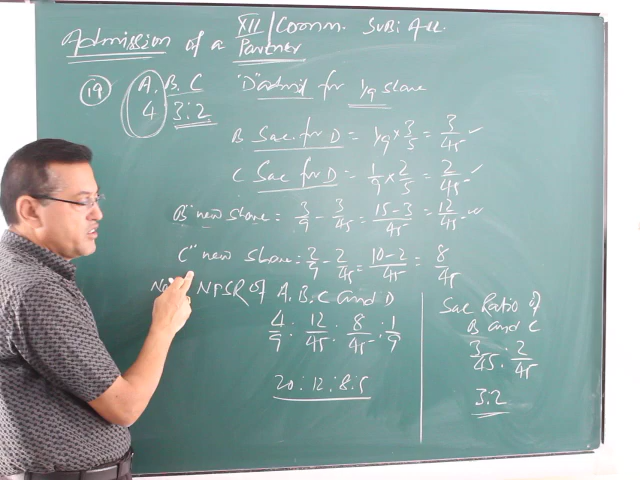 XII/Comm. Sub: Acc.
Admission of a Partner
19 A. B. C "D" admit for 1/9 share
4 3:2
B Sac. for D = 1/9 × 3/5 = 3/45 ✓
C Sac for D = 1/9 × 2/5 = 2/45 ✓
B" new share = 3/9 - 3/45 = 15-3/45 = 12/45 ✓
C" new share = 2/9 - 2/45 = 10-2/45 = 8/45
NPSR of A, B, C and D
4/9 : 12/45 : 8/45 : 1/9
20:12:8:5
Sac Ratio of
B and C
3/45 : 2/45
3:2